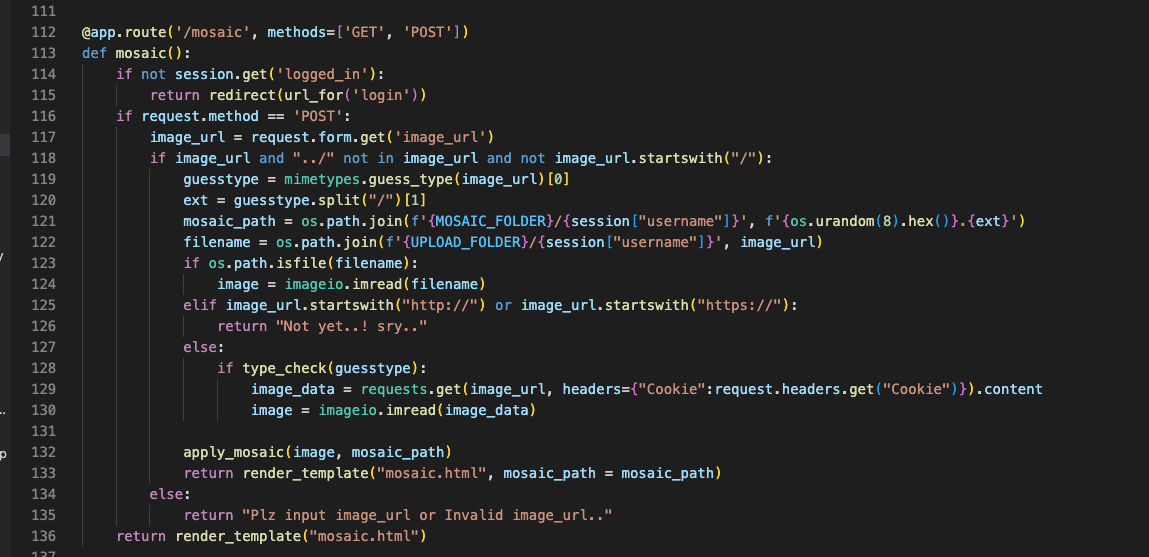 111
112 @app.route('/mosaic', methods=['GET', 'POST'])
113 def mosaic():
114     if not session.get('logged_in'):
115         return redirect(url_for('login'))
116     if request.method == 'POST':
117         image_url = request.form.get('image_url')
118         if image_url and "../" not in image_url and not image_url.startswith("/"):
119             guesstype = mimetypes.guess_type(image_url)[0]
120             ext = guesstype.split("/")[1]
121             mosaic_path = os.path.join(f'{MOSAIC_FOLDER}/{session["username"]}', f'{os.urandom(8).hex()}.{ext}')
122             filename = os.path.join(f'{UPLOAD_FOLDER}/{session["username"]}', image_url)
123             if os.path.isfile(filename):
124                 image = imageio.imread(filename)
125             elif image_url.startswith("http://") or image_url.startswith("https://"):
126                 return "Not yet..! sry.."
127             else:
128                 if type_check(guesstype):
129                     image_data = requests.get(image_url, headers={"Cookie":request.headers.get("Cookie")}).content
130                     image = imageio.imread(image_data)
131
132             apply_mosaic(image, mosaic_path)
133             return render_template("mosaic.html", mosaic_path = mosaic_path)
134         else:
135             return "Plz input image_url or Invalid image_url.."
136     return render_template("mosaic.html")
137